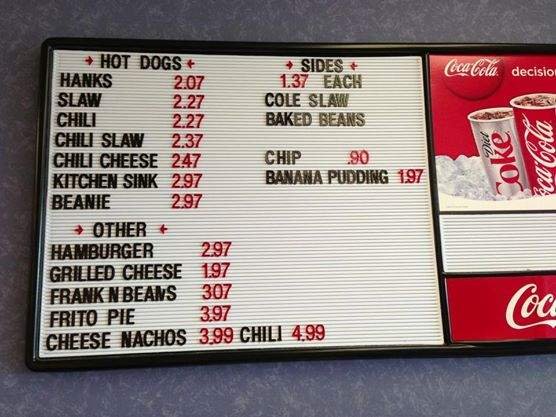 → HOT DOGS ←
HANKS 2.07
SLAW 2.27
CHILI 2.27
CHILI SLAW 2.37
CHILI CHEESE 2.47
KITCHEN SINK 2.97
BEANIE 2.97
→ OTHER ←
HAMBURGER 2.97
GRILLED CHEESE 1.97
FRANK N BEANS 307
FRITO PIE 3.97
CHEESE NACHOS 3.99 CHILI 4.99
→ SIDES ←
1.37 EACH
COLE SLAW
BAKED BEANS
CHIP .90
BANANA PUDDING 1.97
Coca-Cola decision
Diet Coke
Coca-Cola
Coca